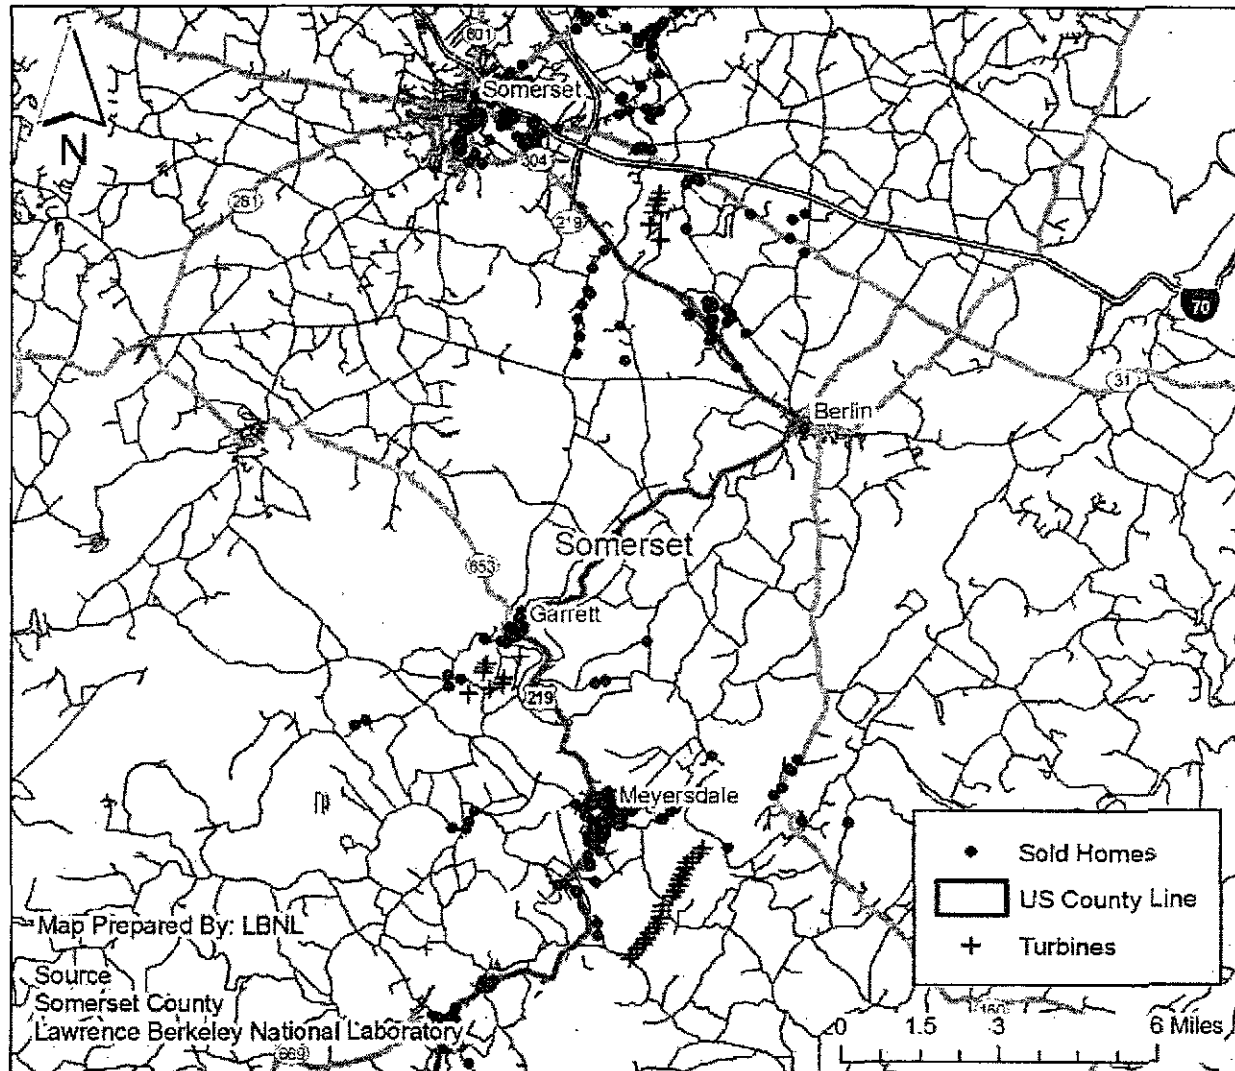 601
Somerset
N
304
281
219
70
31
Berlin
Somerset
653
Garrett
219
Meyersdale
Sold Homes
US County Line
Turbines
Map Prepared By: LBNL
Source
Somerset County
Lawrence Berkeley National Laboratory
669
160
0 1.5 3 6 Miles